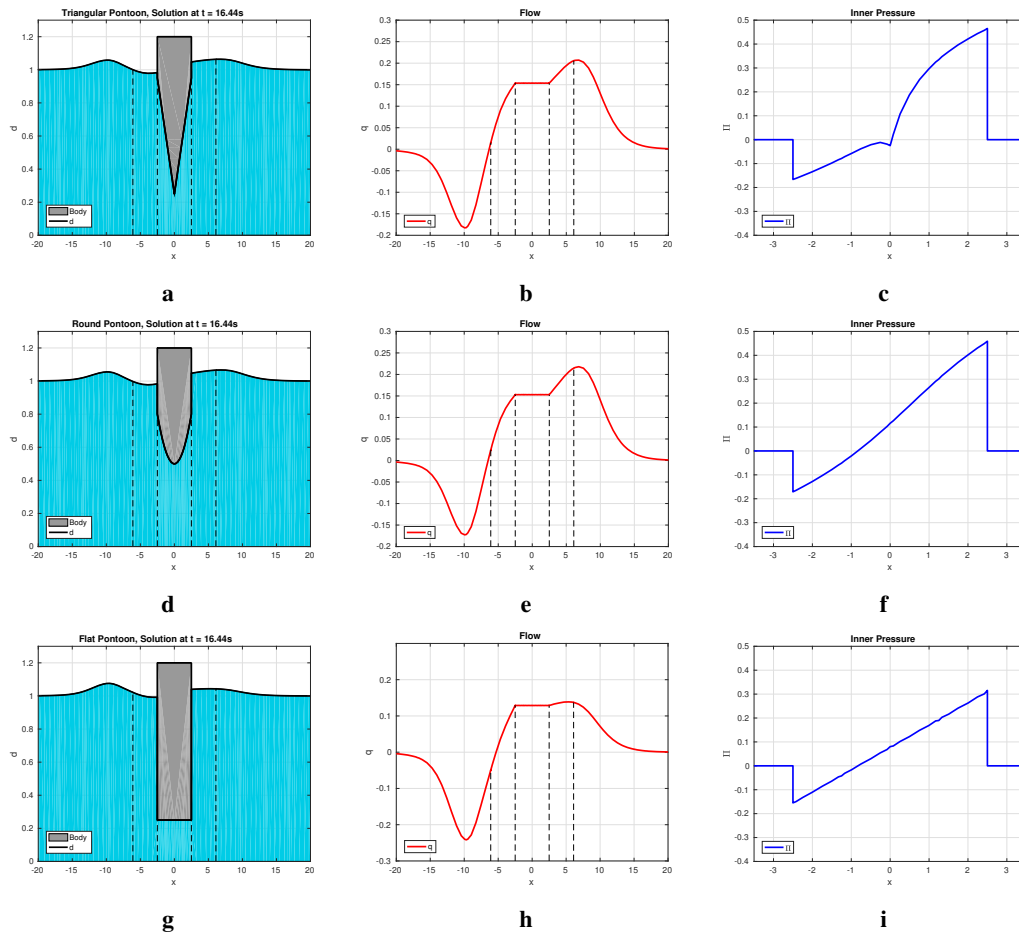 Triangular Pontoon, Solution at t = 16.44s
1.2
1
0.8
0.6
0.4
0.2
0
d
Body
d
-20 -15 -10 -5 0 5 10 15 20
x
a
Flow
0.3
0.25
0.2
0.15
0.1
0.05
0
-0.05
-0.1
-0.15
-0.2
q
q
-20 -15 -10 -5 0 5 10 15 20
x
b
Inner Pressure
0.5
0.4
0.3
0.2
0.1
0
-0.1
-0.2
-0.3
-0.4
Π
Π
-3 -2 -1 0 1 2 3
x
c
Round Pontoon, Solution at t = 16.44s
1.2
1
0.8
0.6
0.4
0.2
0
d
Body
d
-20 -15 -10 -5 0 5 10 15 20
x
d
Flow
0.3
0.25
0.2
0.15
0.1
0.05
0
-0.05
-0.1
-0.15
-0.2
q
q
-20 -15 -10 -5 0 5 10 15 20
x
e
Inner Pressure
0.5
0.4
0.3
0.2
0.1
0
-0.1
-0.2
-0.3
-0.4
Π
Π
-3 -2 -1 0 1 2 3
x
f
Flat Pontoon, Solution at t = 16.44s
1.2
1
0.8
0.6
0.4
0.2
0
d
Body
d
-20 -15 -10 -5 0 5 10 15 20
x
g
Flow
0.2
0.1
0
-0.1
-0.2
-0.3
q
q
-20 -15 -10 -5 0 5 10 15 20
x
h
Inner Pressure
0.5
0.4
0.3
0.2
0.1
0
-0.1
-0.2
-0.3
-0.4
Π
Π
-3 -2 -1 0 1 2 3
x
i